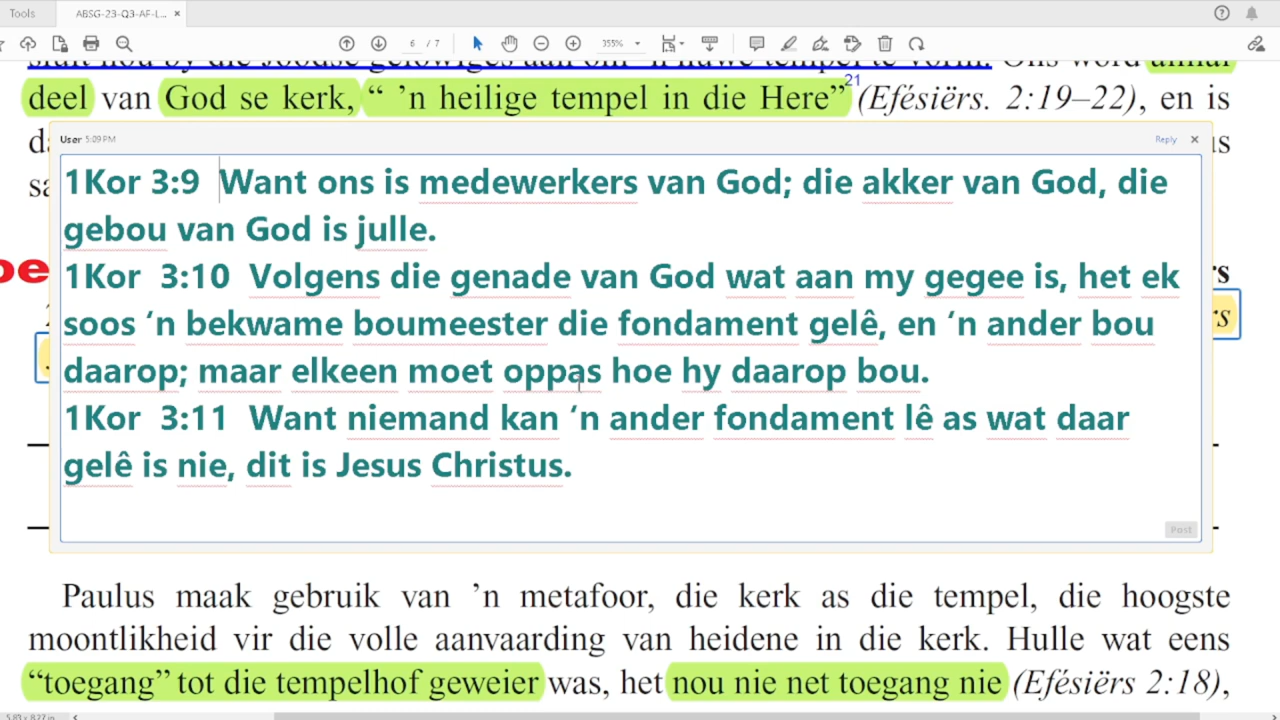 Tools
ABSG-23-Q3-AF-L... ×
6 / 7
355%
deel van God se kerk, “ ’n heilige tempel in die Here”21 (Efésiërs. 2:19–22), en is
User 5:09 PM
Reply ×
1Kor 3:9 Want ons is medewerkers van God; die akker van God, die
gebou van God is julle.
1Kor 3:10 Volgens die genade van God wat aan my gegee is, het ek
soos ‘n bekwame boumeester die fondament gelê, en ‘n ander bou
daarop; maar elkeen moet oppas hoe hy daarop bou.
1Kor 3:11 Want niemand kan ‘n ander fondament lê as wat daar
gelê is nie, dit is Jesus Christus.
Post
Paulus maak gebruik van ’n metafoor, die kerk as die tempel, die hoogste
moontlikheid vir die volle aanvaarding van heidene in die kerk. Hulle wat eens
“toegang” tot die tempelhof geweier was, het nou nie net toegang nie (Efésiërs 2:18),
5.83 x 8.27 in